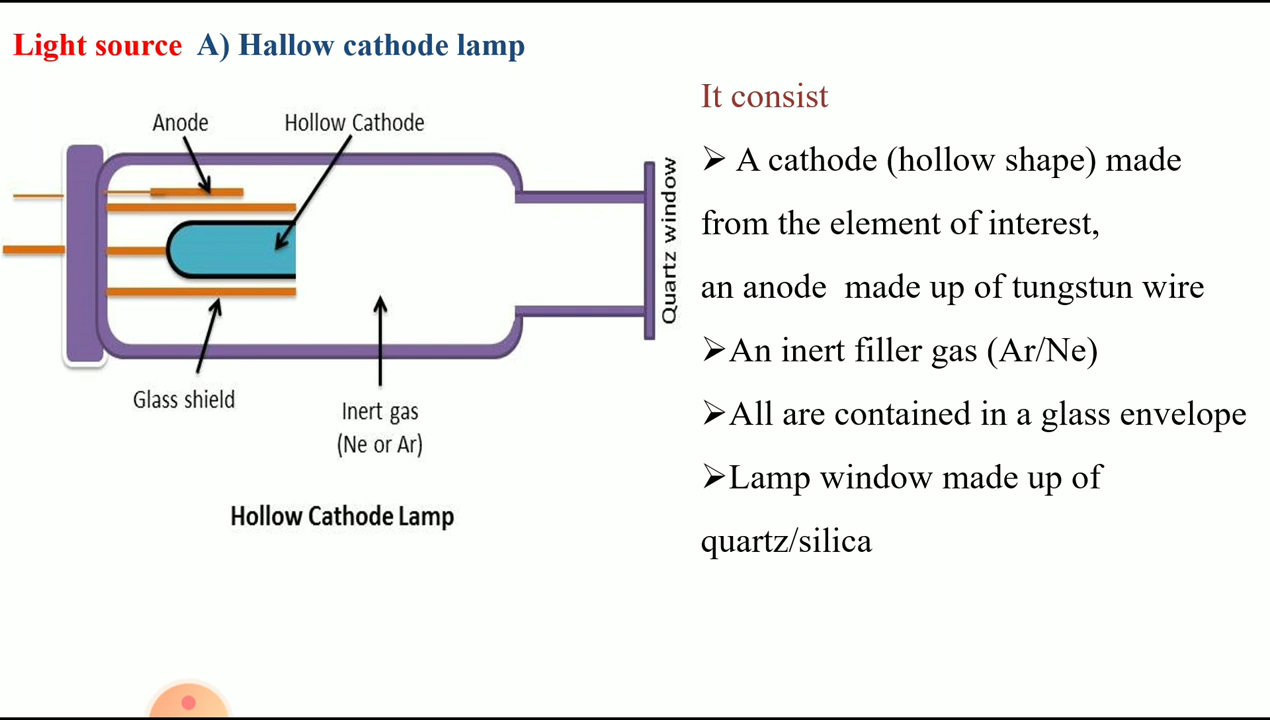 Light source A) Hallow cathode lamp
Anode
Hollow Cathode
Quartz window
Glass shield
Inert gas
(Ne or Ar)
Hollow Cathode Lamp
It consist
➢ A cathode (hollow shape) made
from the element of interest,
an anode made up of tungstun wire
➢An inert filler gas (Ar/Ne)
➢All are contained in a glass envelope
➢Lamp window made up of
quartz/silica